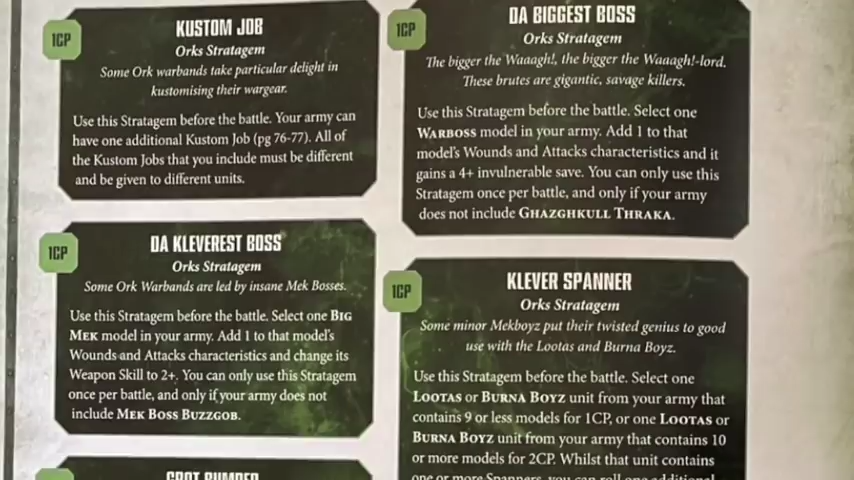 1CP
KUSTOM JOB
Orks Stratagem
Some Ork warbands take particular delight in
kustomising their wargear.
Use this Stratagem before the battle. Your army can
have one additional Kustom Job (pg 76-77). All of
the Kustom Jobs that you include must be different
and be given to different units.
1CP
DA KLEVEREST BOSS
Orks Stratagem
Some Ork Warbands are led by insane Mek Bosses.
Use this Stratagem before the battle. Select one BIG
MEK model in your army. Add 1 to that model's
Wounds and Attacks characteristics and change its
Weapon Skill to 2+. You can only use this Stratagem
once per battle, and only if your army does not
include MEK BOSS BUZZGOB.
1CP
DA BIGGEST BOSS
Orks Stratagem
The bigger the Waaagh!, the bigger the Waaagh!-lord.
These brutes are gigantic, savage killers.
Use this Stratagem before the battle. Select one
WARBOSS model in your army. Add 1 to that
model's Wounds and Attacks characteristics and it
gains a 4+ invulnerable save. You can only use this
Stratagem once per battle, and only if your army
does not include GHAZGHKULL THRAKA.
1CP
KLEVER SPANNER
Orks Stratagem
Some minor Mekboyz put their twisted genius to good
use with the Lootas and Burna Boyz.
Use this Stratagem before the battle. Select one
LOOTAS or BURNA BOYZ unit from your army that
contains 9 or less models for 1CP, or one LOOTAS or
BURNA BOYZ unit from your army that contains 10
or more models for 2CP. Whilst that unit contains
one or more Spanners, you can roll one additional